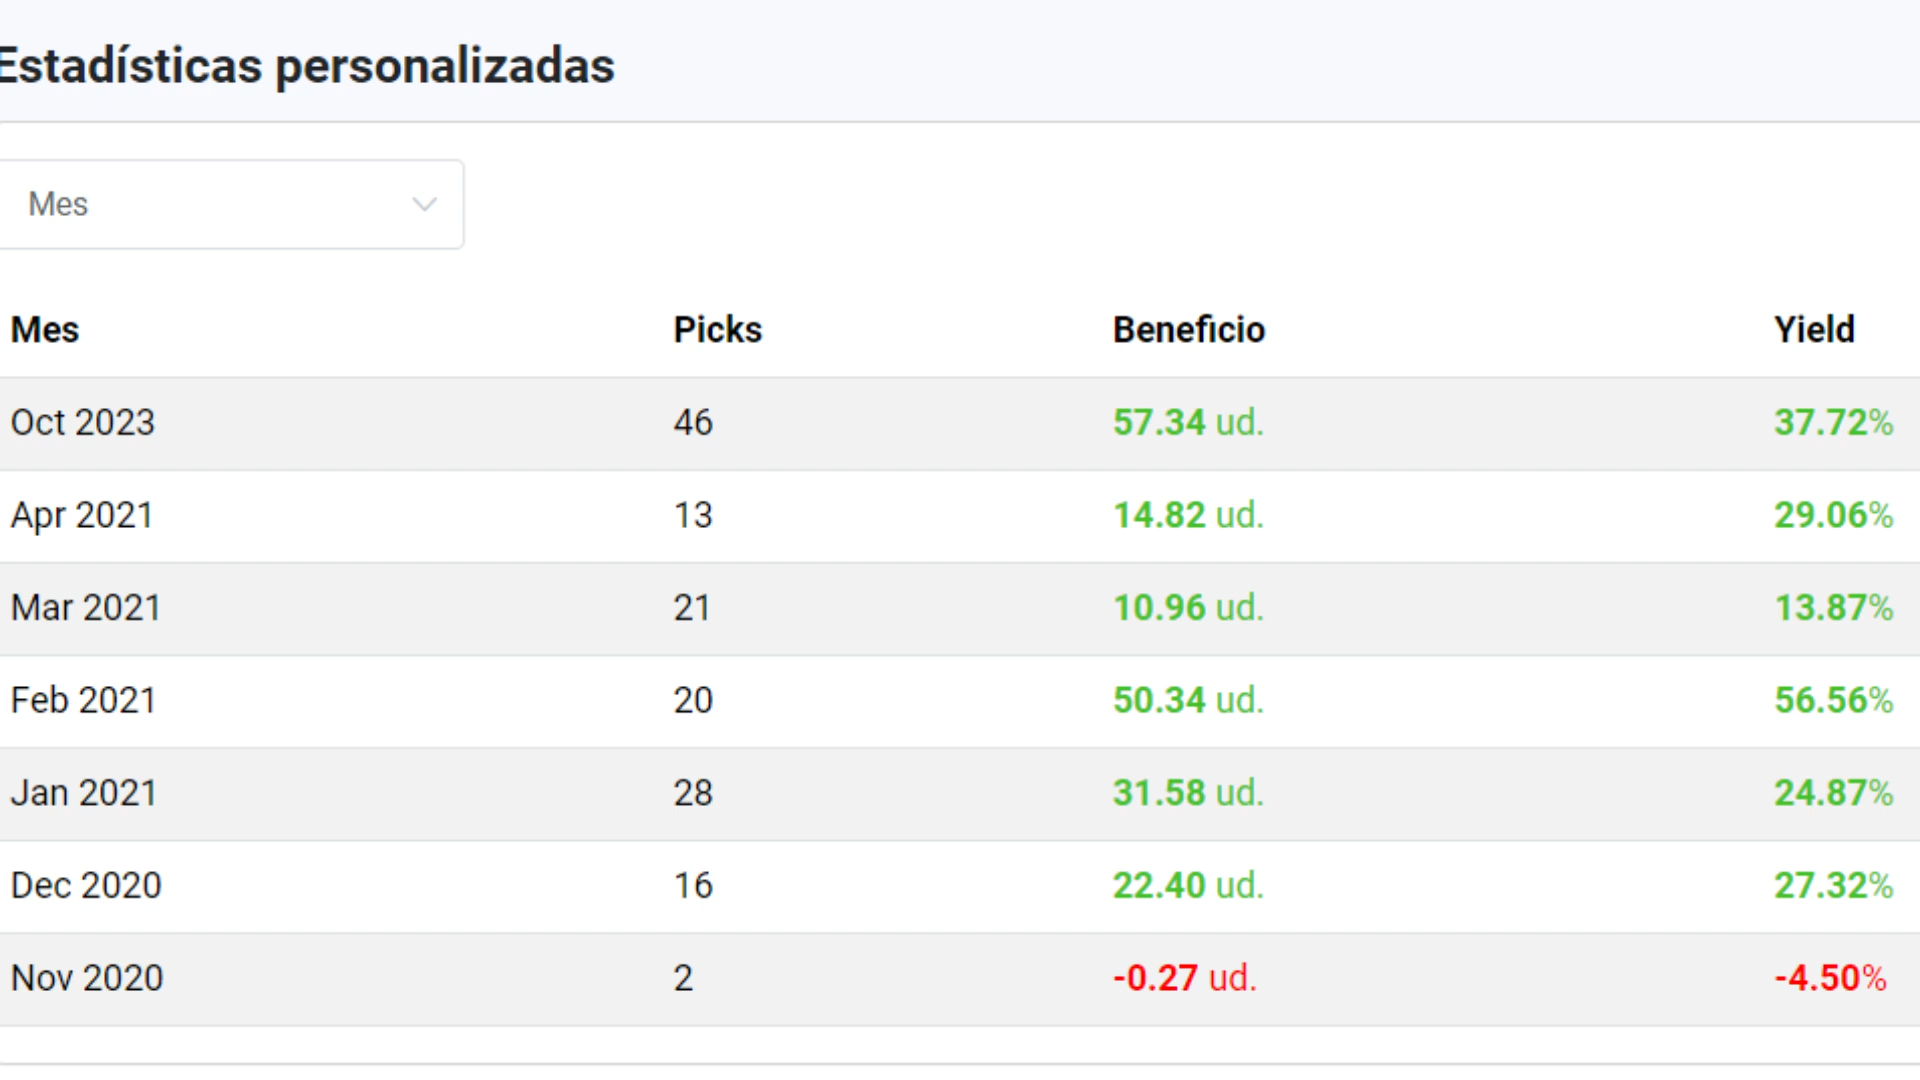 Estadísticas personalizadas
Mes
Mes Picks Beneficio Yield
Oct 2023 46 57.34 ud. 37.72%
Apr 2021 13 14.82 ud. 29.06%
Mar 2021 21 10.96 ud. 13.87%
Feb 2021 20 50.34 ud. 56.56%
Jan 2021 28 31.58 ud. 24.87%
Dec 2020 16 22.40 ud. 27.32%
Nov 2020 2 -0.27 ud. -4.50%